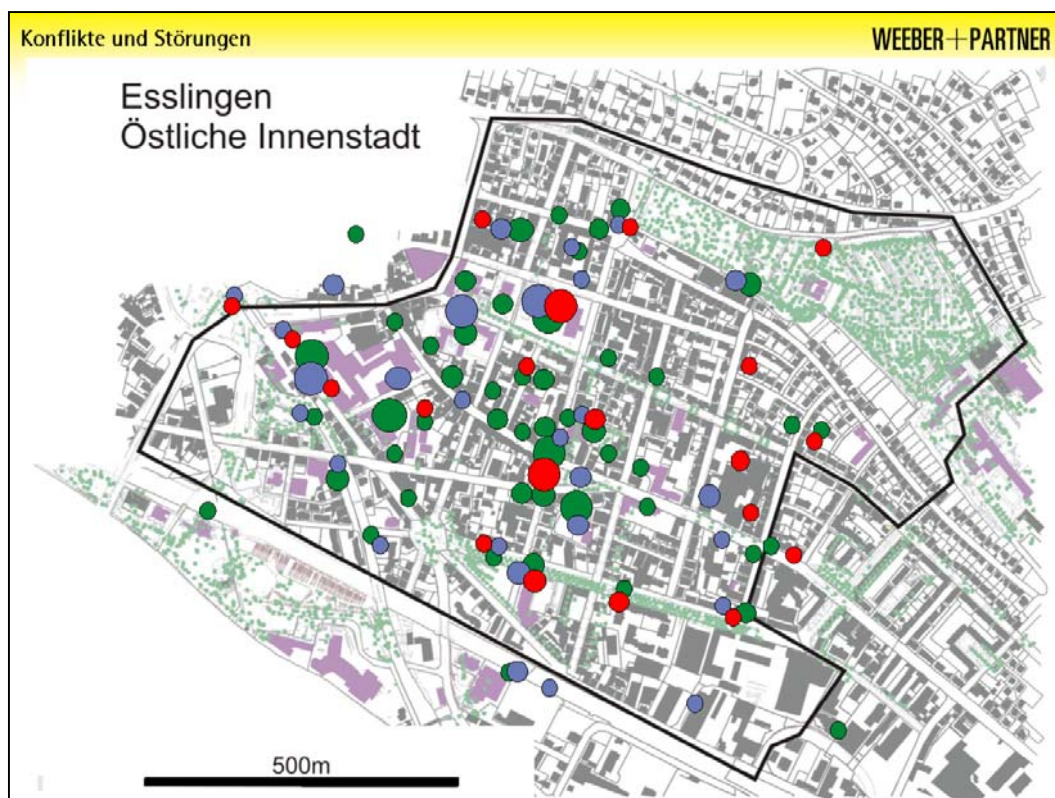 Konflikte und Störungen
WEEBER+PARTNER
Esslingen
Östliche Innenstadt
500m